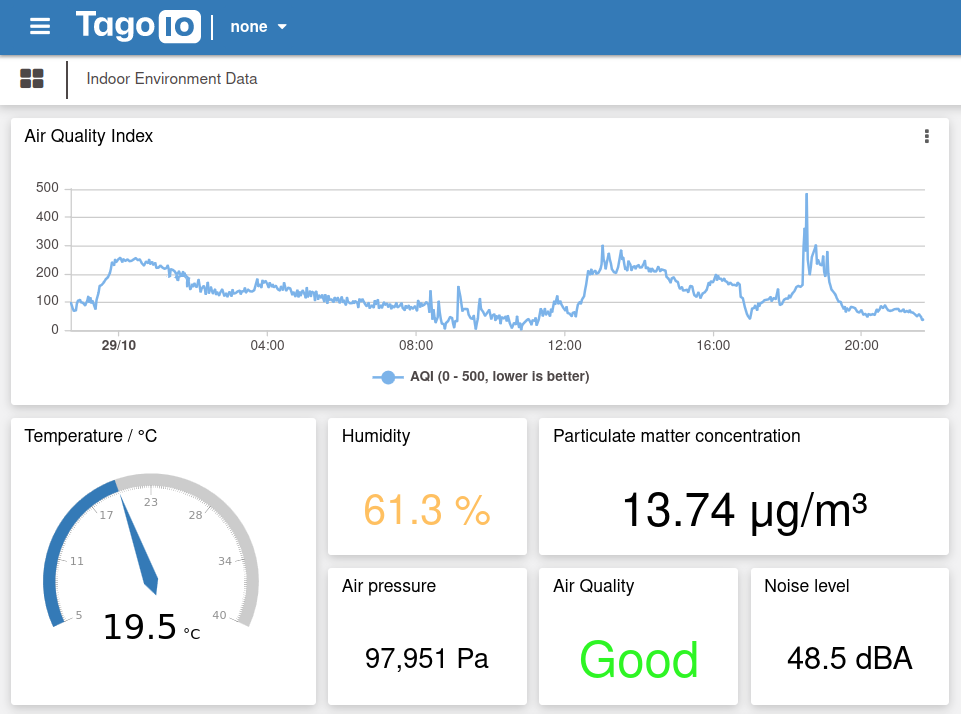 TagoIO none
Indoor Environment Data
Air Quality Index
500
400
300
200
100
0
29/10 04:00 08:00 12:00 16:00 20:00
AQI (0 - 500, lower is better)
Temperature / °C
5
11
17
23
28
34
40
19.5 °C
Humidity
61.3 %
Particulate matter concentration
13.74 µg/m³
Air pressure
97,951 Pa
Air Quality
Good
Noise level
48.5 dBA